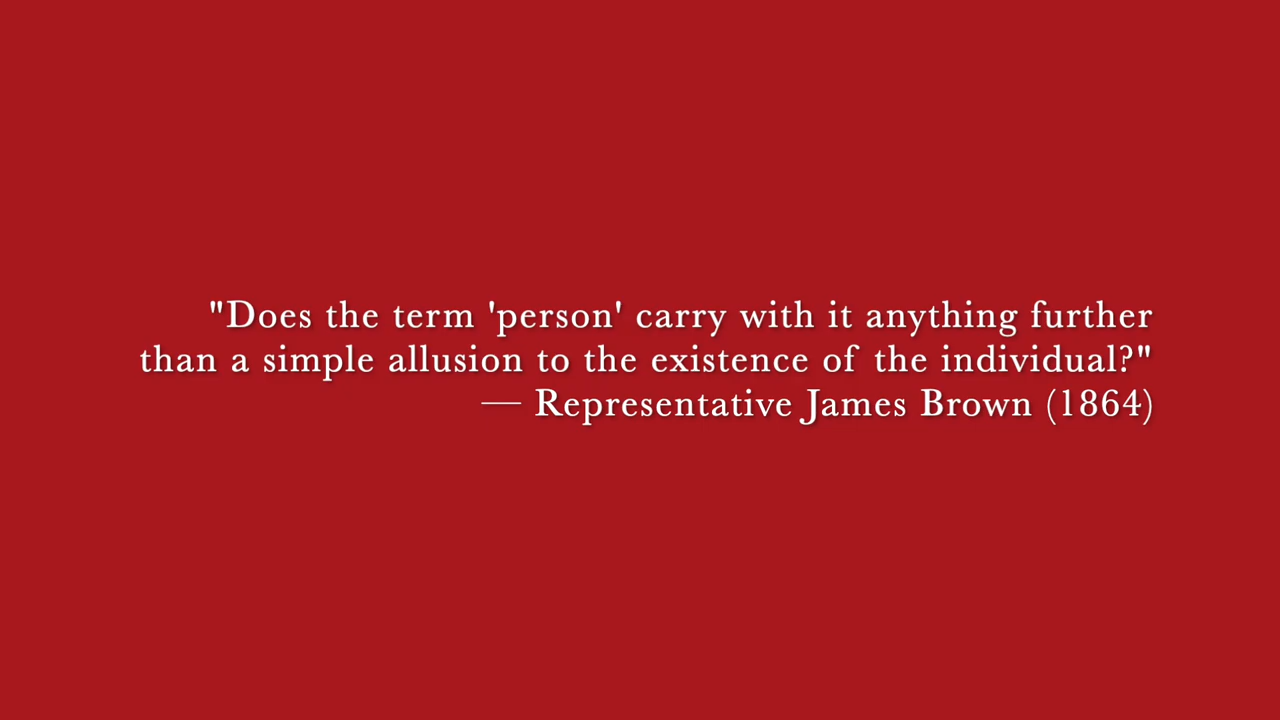 "Does the term 'person' carry with it anything further
than a simple allusion to the existence of the individual?"
— Representative James Brown (1864)